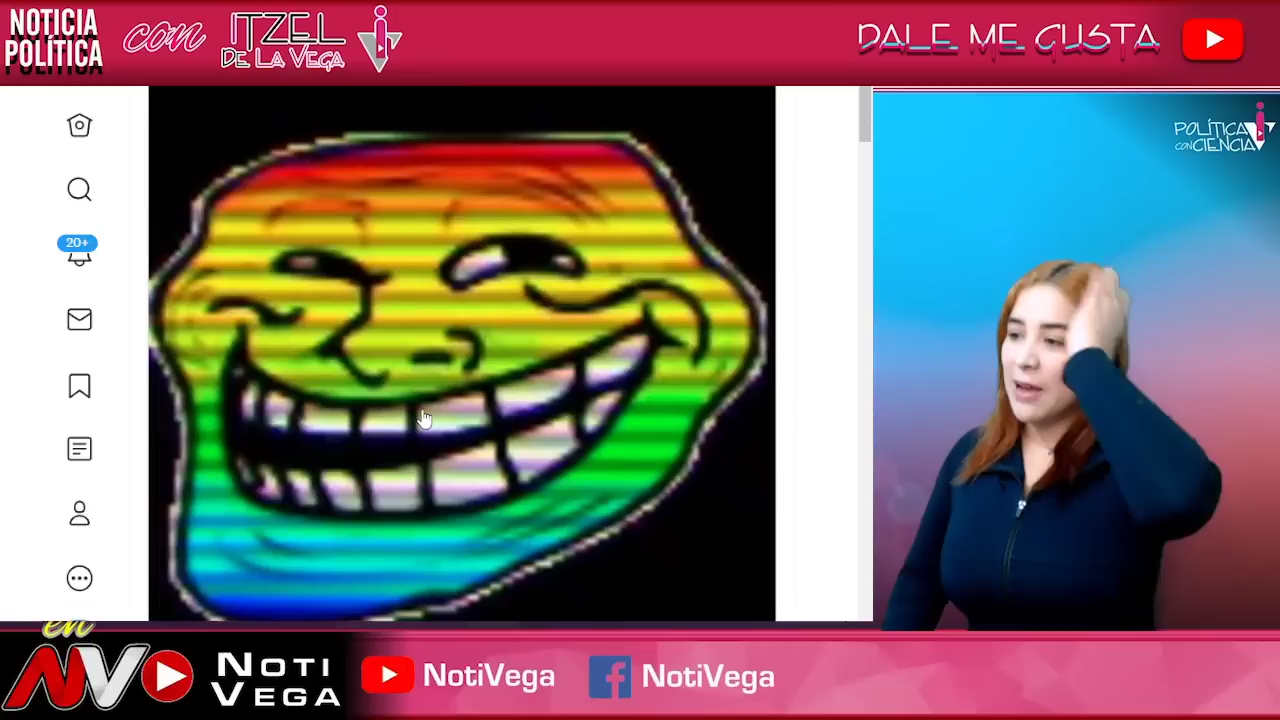 NOTICIA
POLÍTICA
con
ITZEL
DE LA VEGA
DALE ME GUSTA
POLÍTICA
CON CIENCIA
20+
en
NV
NOTI
VEGA
NotiVega
NotiVega